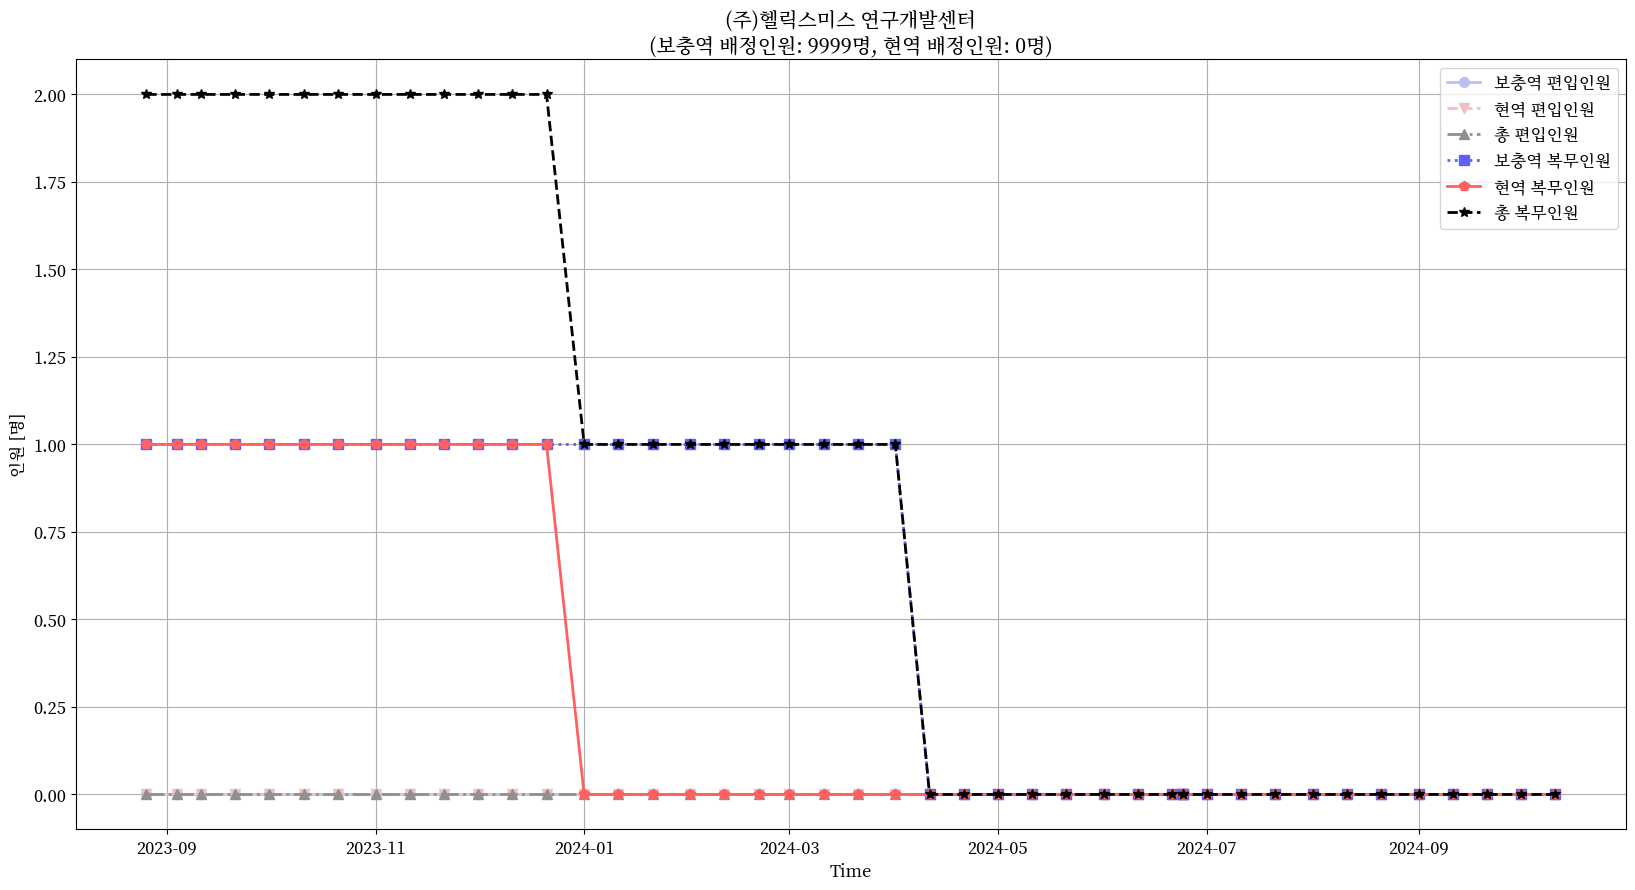 (주)헬릭스미스 연구개발센터
(보충역 배정인원: 9999명, 현역 배정인원: 0명)
보충역 편입인원
현역 편입인원
총 편입인원
보충역 복무인원
현역 복무인원
총 복무인원
2.00
1.75
1.50
1.25
1.00
0.75
0.50
0.25
0.00
인원 [명]
2023-09 2023-11 2024-01 2024-03 2024-05 2024-07 2024-09
Time